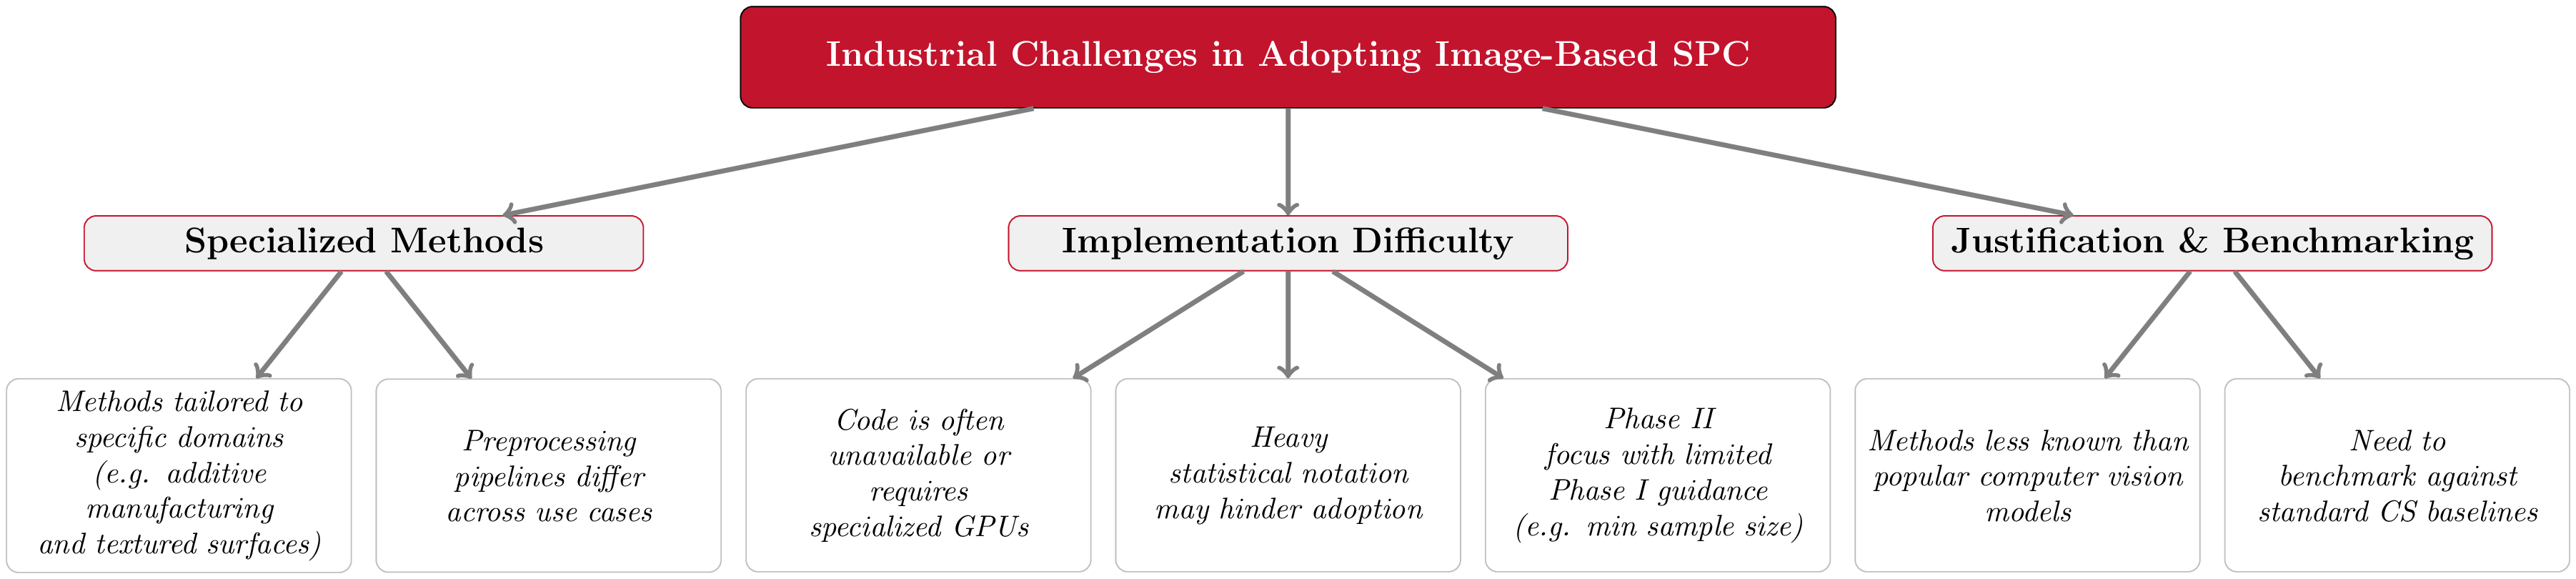 Industrial Challenges in Adopting Image-Based SPC
Specialized Methods
Implementation Difficulty
Justification & Benchmarking
Methods tailored to
specific domains
(e.g. additive
manufacturing
and textured surfaces)
Preprocessing
pipelines differ
across use cases
Code is often
unavailable or
requires
specialized GPUs
Heavy
statistical notation
may hinder adoption
Phase II
focus with limited
Phase I guidance
(e.g. min sample size)
Methods less known than
popular computer vision
models
Need to
benchmark against
standard CS baselines